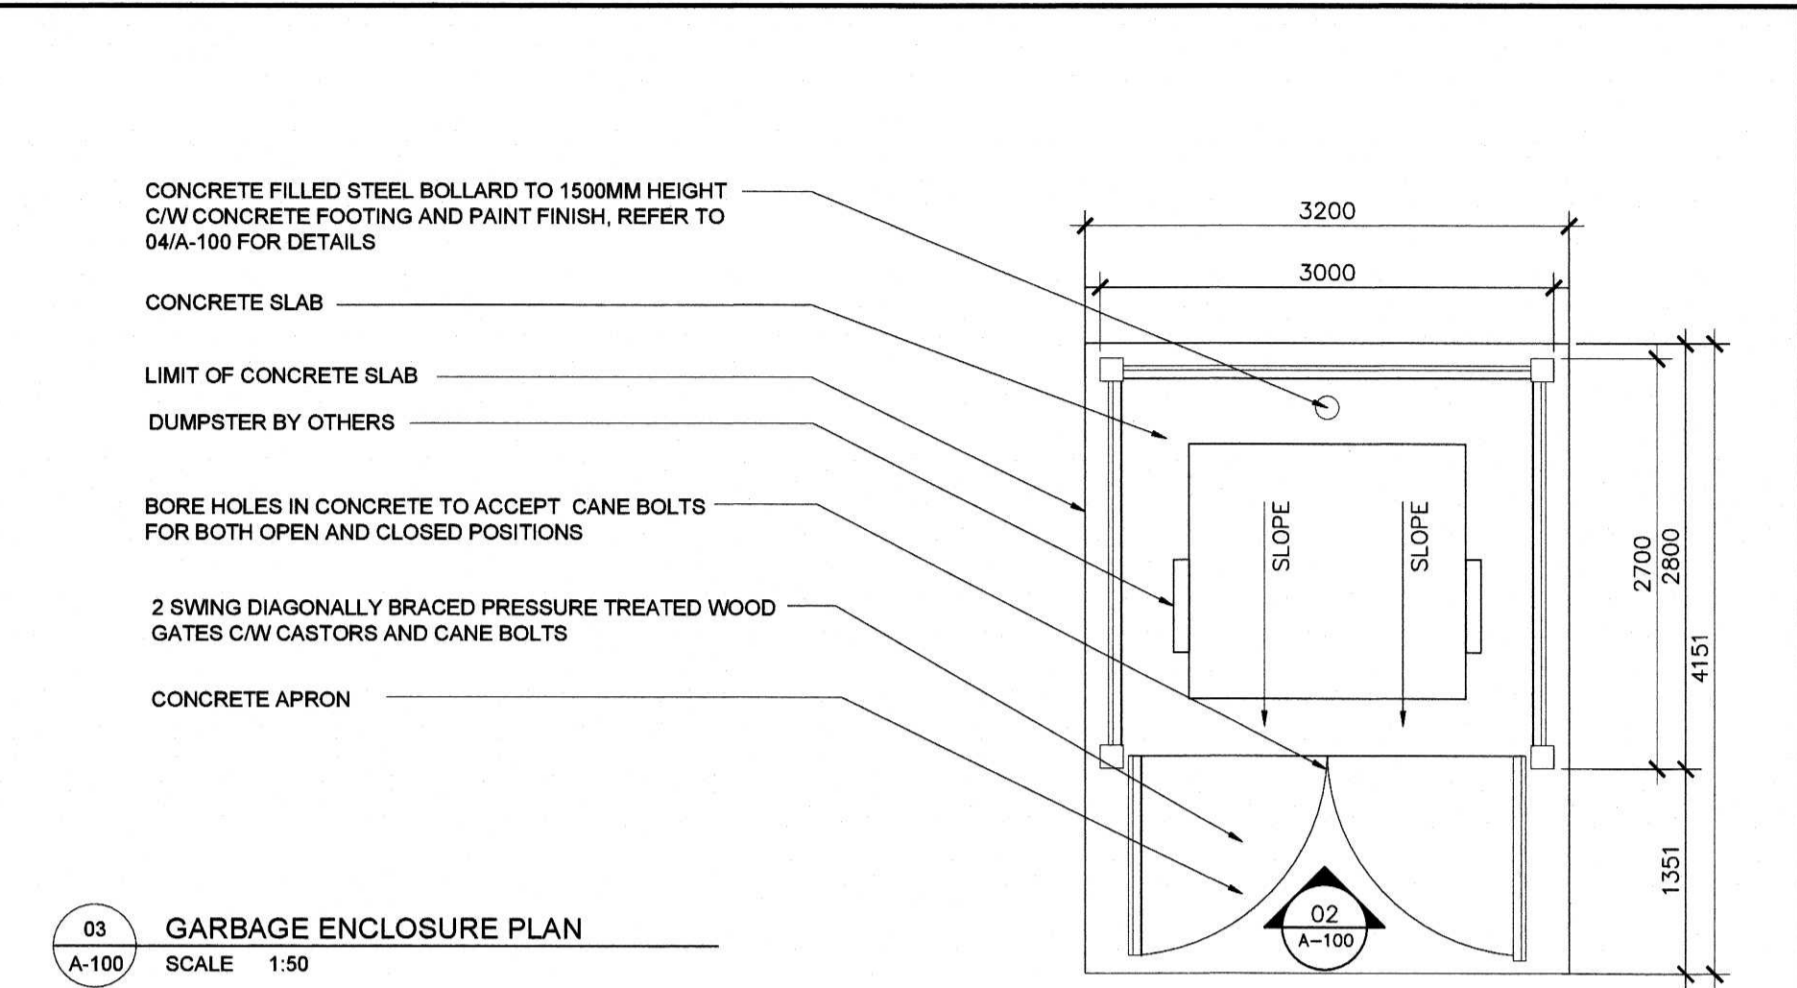 CONCRETE FILLED STEEL BOLLARD TO 1500MM HEIGHT
C/W CONCRETE FOOTING AND PAINT FINISH, REFER TO
04/A-100 FOR DETAILS
CONCRETE SLAB
LIMIT OF CONCRETE SLAB
DUMPSTER BY OTHERS
BORE HOLES IN CONCRETE TO ACCEPT CANE BOLTS
FOR BOTH OPEN AND CLOSED POSITIONS
2 SWING DIAGONALLY BRACED PRESSURE TREATED WOOD
GATES C/W CASTORS AND CANE BOLTS
CONCRETE APRON
3200
3000
SLOPE
SLOPE
2700
2800
4151
1351
02
A-100
03
A-100
GARBAGE ENCLOSURE PLAN
SCALE 1:50